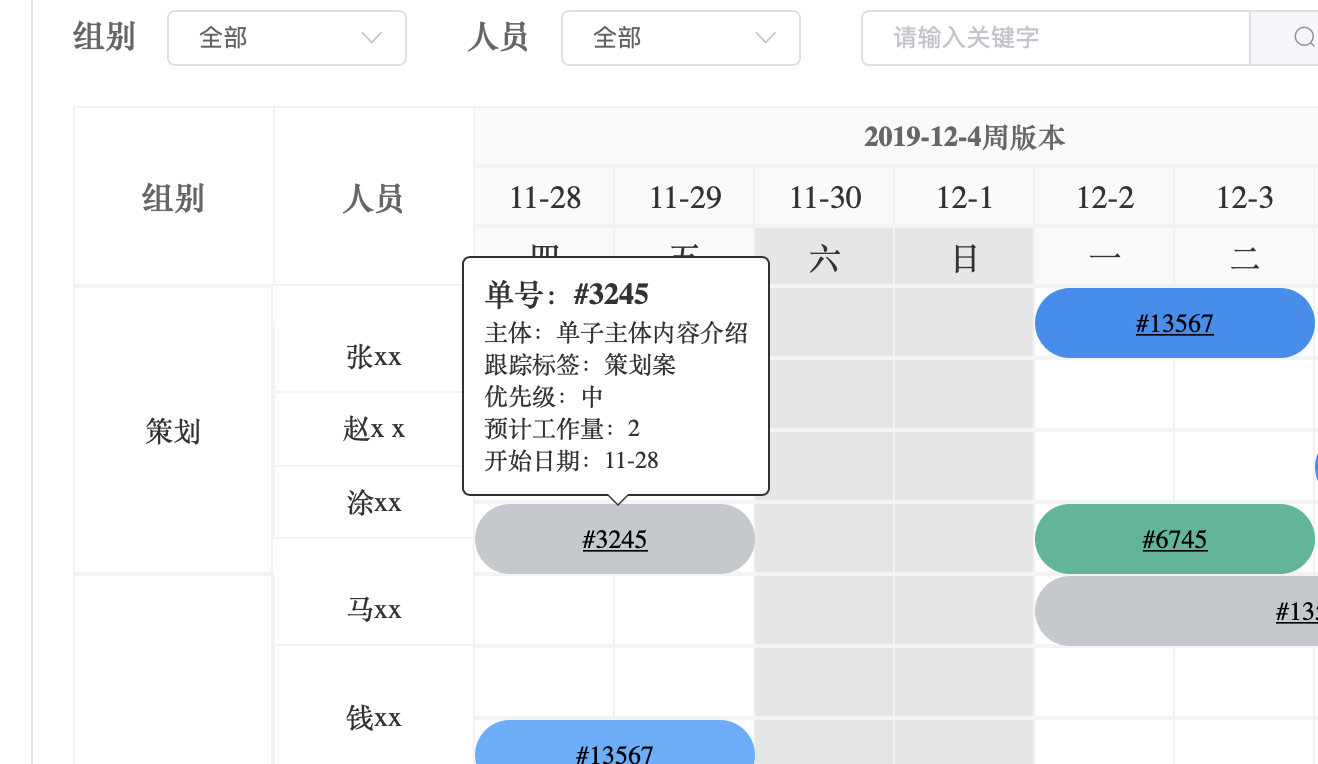 组别 全部 人员 全部 请输入关键字
2019-12-4周版本
组别 人员 11-28 11-29 11-30 12-1 12-2 12-3
四 五 六 日 一 二
单号：#3245
主体：单子主体内容介绍
跟踪标签：策划案
优先级：中
预计工作量：2
开始日期：11-28
#13567
张xx
策划
赵x x
涂xx
#3245 #6745
马xx
#135
钱xx
#13567